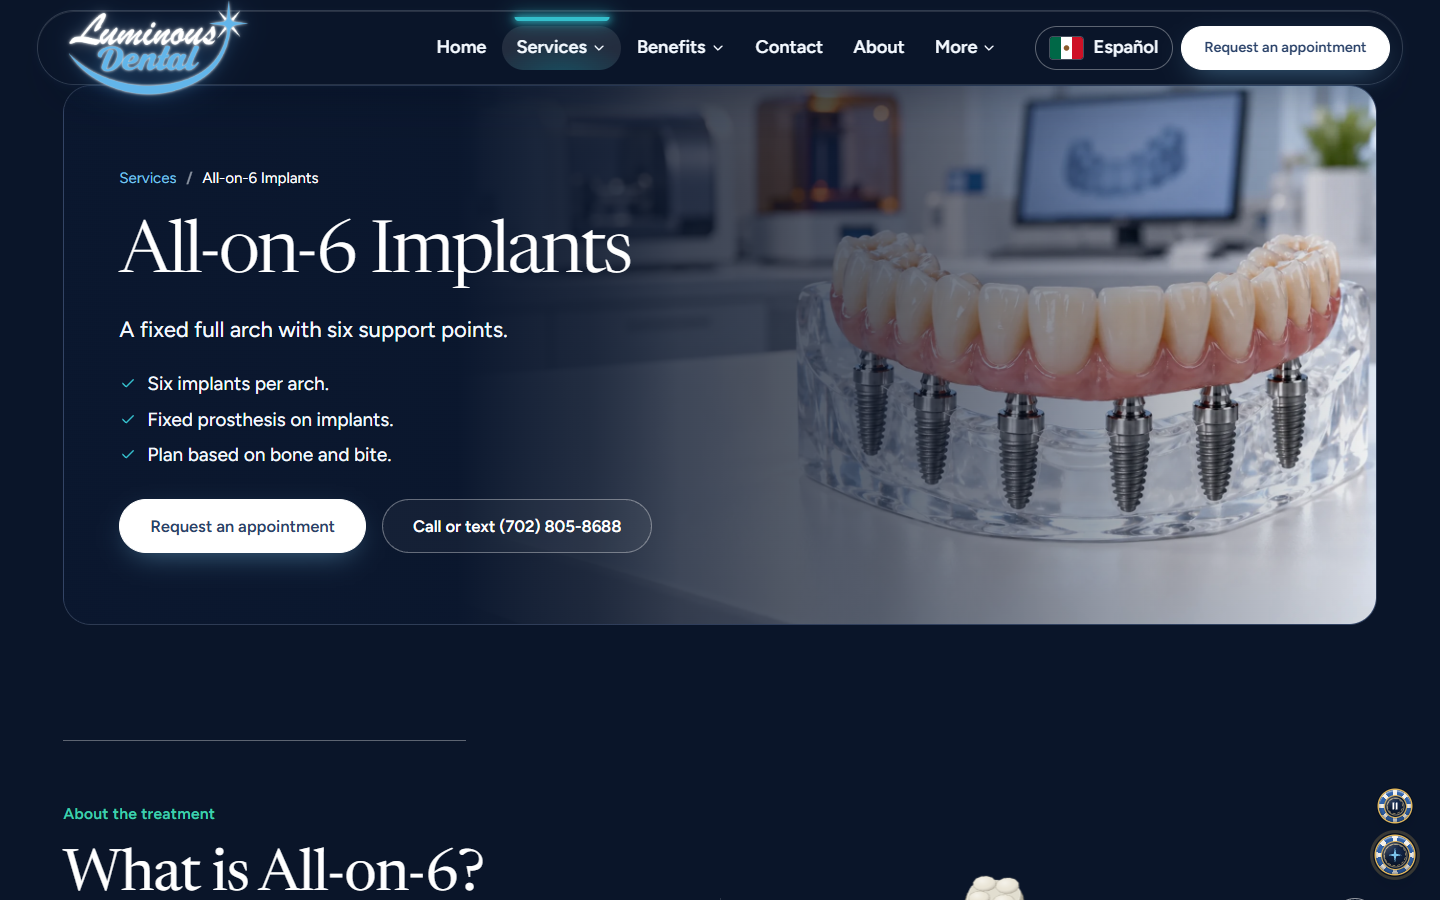 Luminous
Dental
Home
Services
Benefits
Contact
About
More
Español
Request an appointment
Services / All-on-6 Implants
All-on-6 Implants
A fixed full arch with six support points.
Six implants per arch.
Fixed prosthesis on implants.
Plan based on bone and bite.
Request an appointment
Call or text (702) 805-8688
About the treatment
What is All-on-6?